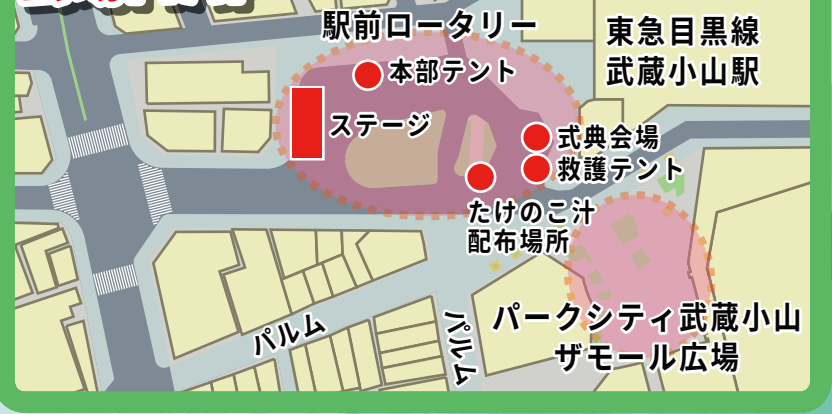 駅前ロータリー
東急目黒線
武蔵小山駅
本部テント
ステージ
式典会場
救護テント
たけのこ汁
配布場所
パークシティ武蔵小山
ザモール広場
パルム
パルム